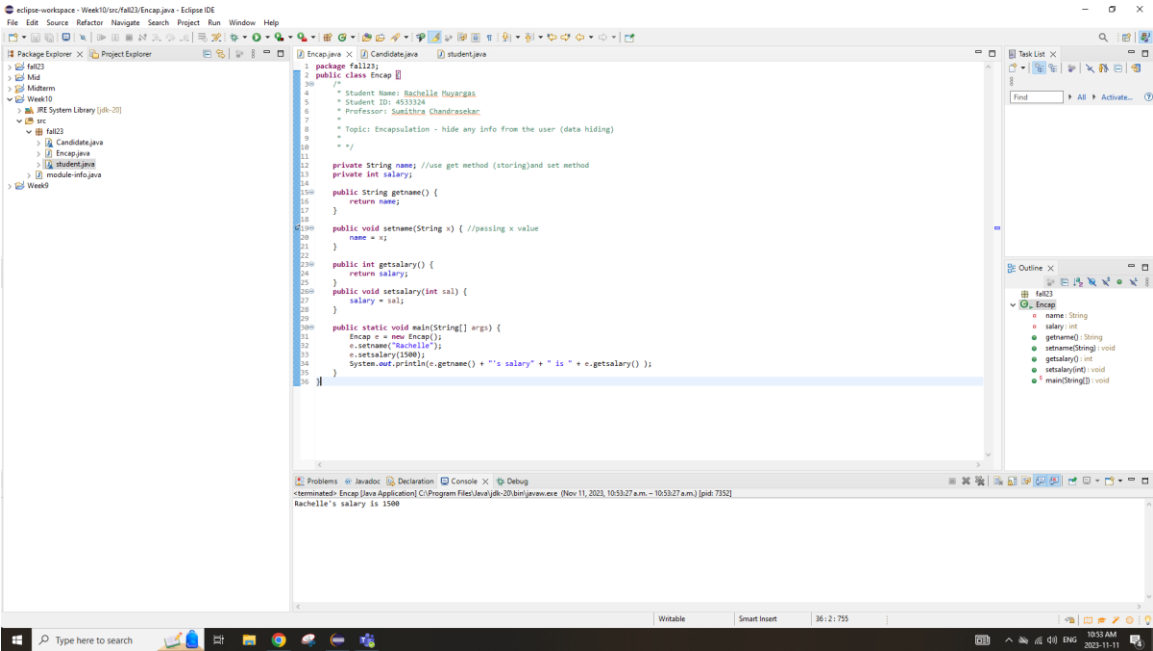 eclipse-workspace - Week10/src/fall23/Encap.java - Eclipse IDE
File Edit Source Refactor Navigate Search Project Run Window Help
Package Explorer
Project Explorer
fall23
Mid
Midterm
Week10
JRE System Library [jdk-20]
src
fall23
Candidate.java
Encap.java
student.java
module-info.java
Week9
Encap.java
Candidate.java
student.java
1 package fall23;
2 public class Encap {
3 /*
4 * Student Name: Rachelle Muyargas
5 * Student ID: 4533324
6 * Professor: Sumithra Chandrasekar
7 *
8 * Topic: Encapsulation - hide any info from the user (data hiding)
9 *
10 * */
11
12 private String name; //use get method (storing)and set method
13 private int salary;
14
15 public String getname() {
16 return name;
17 }
18
19 public void setname(String x) { //passing x value
20 name = x;
21 }
22
23 public int getsalary() {
24 return salary;
25 }
26 public void setsalary(int sal) {
27 salary = sal;
28 }
29
30 public static void main(String[] args) {
31 Encap e = new Encap();
32 e.setname("Rachelle");
33 e.setsalary(1500);
34 System.out.println(e.getname() + "'s salary" + " is " + e.getsalary() );
35 }
36 }
Task List
Find All Activate...
Outline
fall23
Encap
name : String
salary : int
getname() : String
setname(String) : void
getsalary() : int
setsalary(int) : void
main(String[]) : void
Problems Javadoc Declaration Console Debug
<terminated> Encap [Java Application] C:\Program Files\Java\jdk-20\bin\javaw.exe (Nov 11, 2023, 10:53:27 a.m. – 10:53:27 a.m.) [pid: 7352]
Rachelle's salary is 1500
Writable Smart Insert 36 : 2 : 755
Type here to search
ENG
10:53 AM
2023-11-11